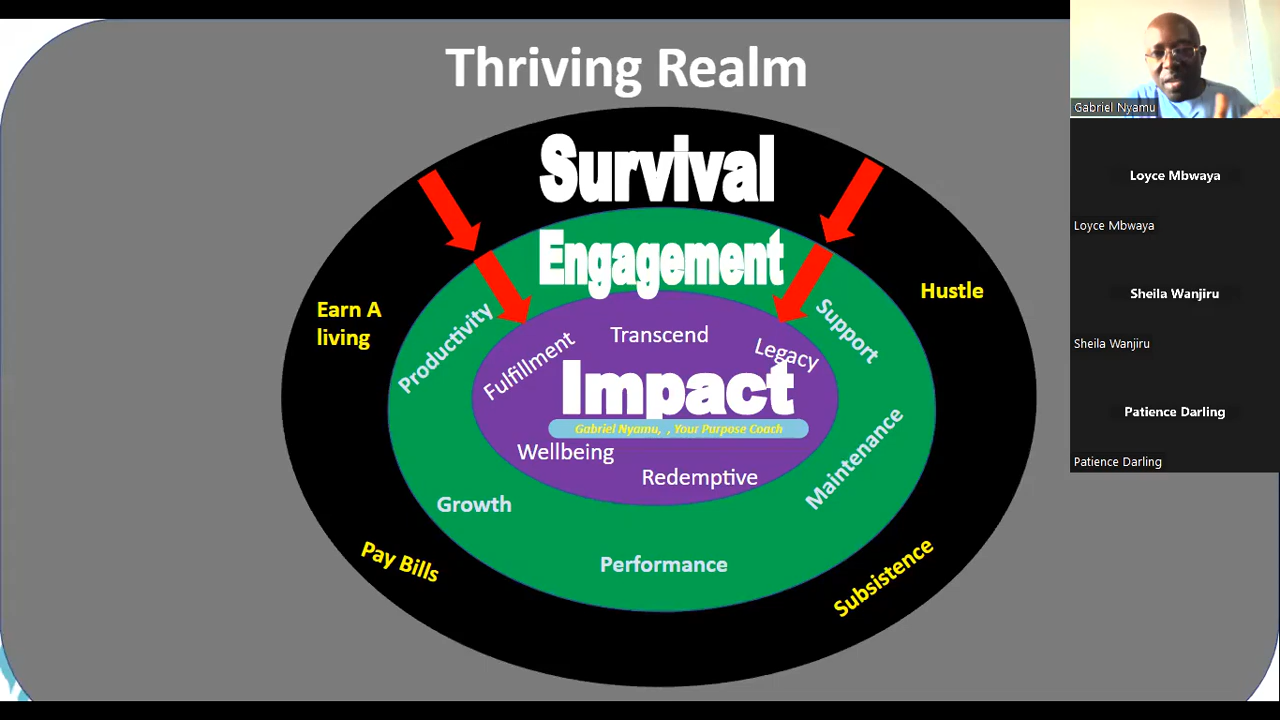 Thriving Realm
Survival
Engagement
Earn A
living
Hustle
Productivity
Support
Transcend
Fulfillment
Legacy
Impact
Gabriel Nyamu, , Your Purpose Coach
Wellbeing
Redemptive
Maintenance
Growth
Performance
Pay Bills
Subsistence
Gabriel Nyamu
Loyce Mbwaya
Loyce Mbwaya
Sheila Wanjiru
Sheila Wanjiru
Patience Darling
Patience Darling